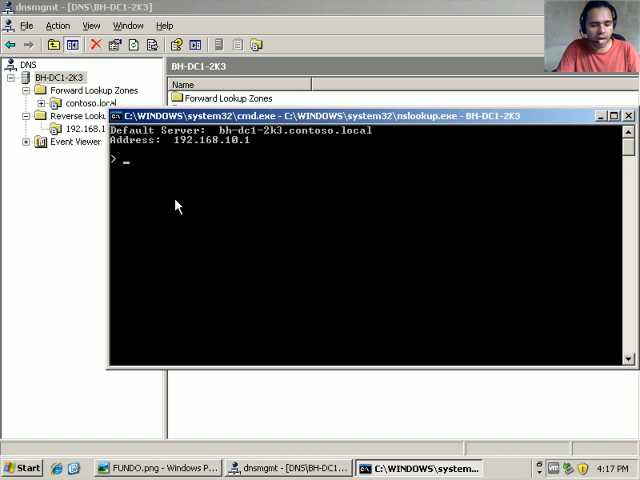 dnsmgmt - [DNS\BH-DC1-2K3]
File Action View Window Help
DNS
BH-DC1-2K3
Forward Lookup Zones
contoso.local
Reverse Looku
192.168.1
Event Viewer
BH-DC1-2K3
Name
Forward Lookup Zones
C:\WINDOWS\system32\cmd.exe - C:\WINDOWS\system32\nslookup.exe - BH-DC1-2K3
Default Server: bh-dc1-2k3.contoso.local
Address: 192.168.10.1
> _
Start
FUNDO.png - Windows P...
dnsmgmt - [DNS\BH-DC1-...
C:\WINDOWS\system...
4:17 PM